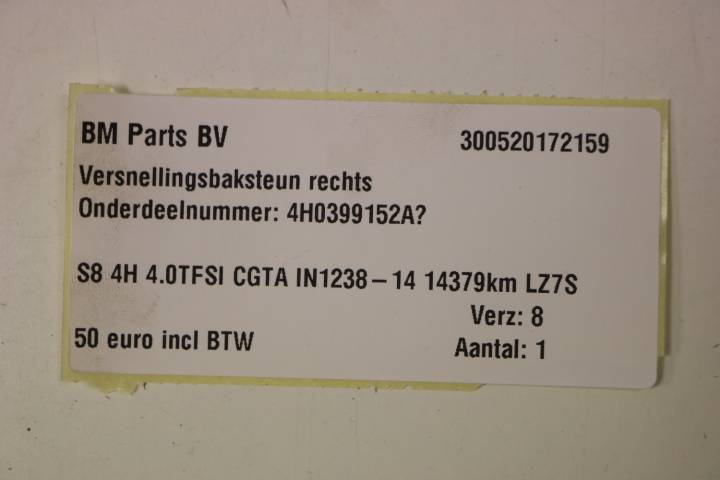 BM Parts BV 300520172159
Versnellingsbaksteun rechts
Onderdeelnummer: 4H0399152A?
S8 4H 4.0TFSI CGTA IN1238-14 14379km LZ7S
Verz: 8
50 euro incl BTW Aantal: 1